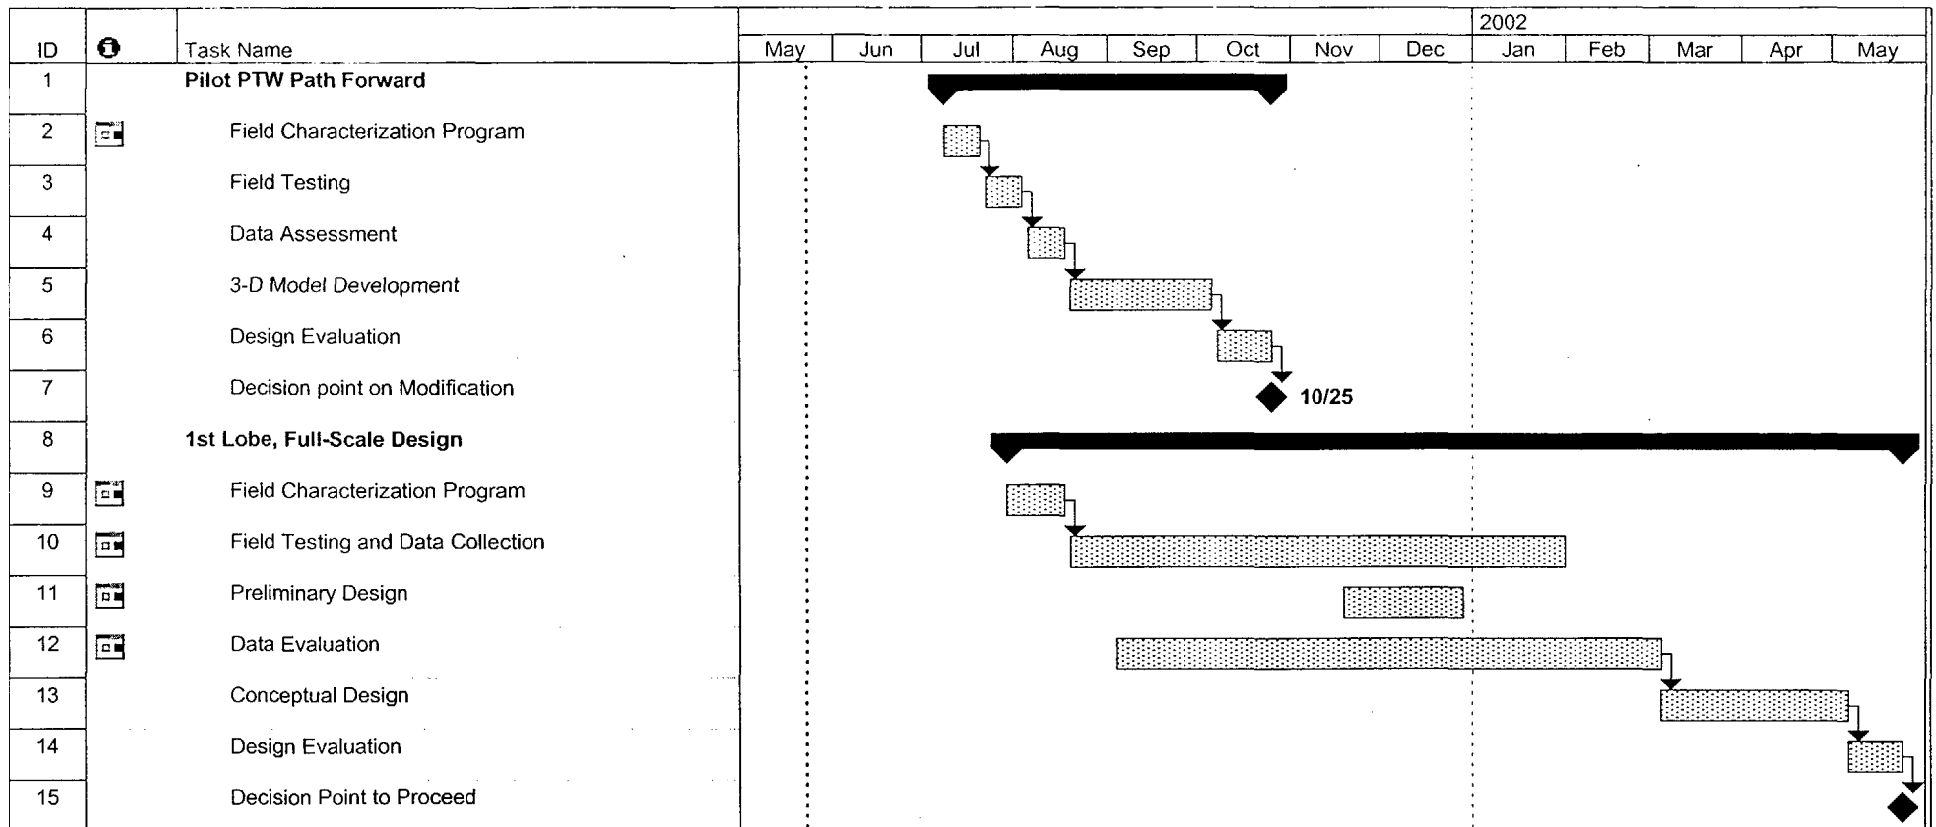 2002
ID Task Name May Jun Jul Aug Sep Oct Nov Dec Jan Feb Mar Apr May
1 Pilot PTW Path Forward
2 Field Characterization Program
3 Field Testing
4 Data Assessment
5 3-D Model Development
6 Design Evaluation
7 Decision point on Modification 10/25
8 1st Lobe, Full-Scale Design
9 Field Characterization Program
10 Field Testing and Data Collection
11 Preliminary Design
12 Data Evaluation
13 Conceptual Design
14 Design Evaluation
15 Decision Point to Proceed